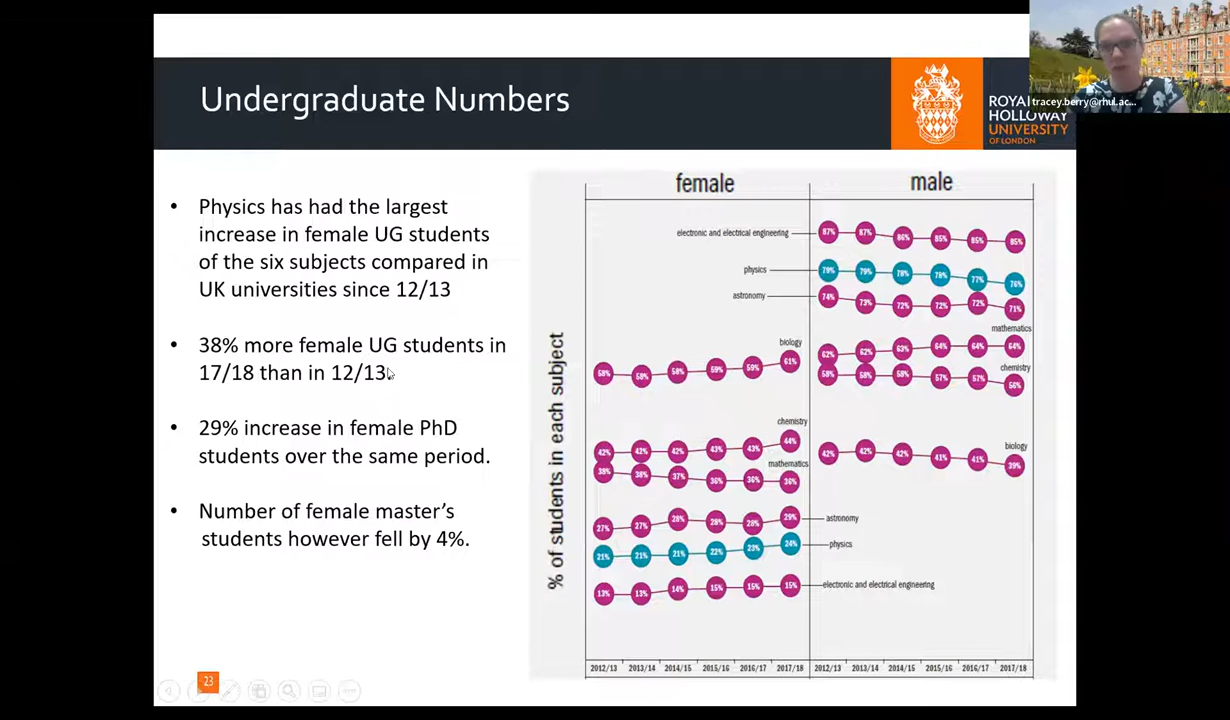 Undergraduate Numbers
ROYAL
HOLLOWAY
UNIVERSITY
OF LONDON
tracey.berry@rhul.ac...
• Physics has had the largest
increase in female UG students
of the six subjects compared in
UK universities since 12/13
• 38% more female UG students in
17/18 than in 12/13
• 29% increase in female PhD
students over the same period.
• Number of female master's
students however fell by 4%.
23
% of students in each subject
female
biology
58% 58% 58% 59% 59% 61%
chemistry
42% 42% 42% 43% 43% 44%
mathematics
38% 38% 37% 36% 36% 36%
27% 27% 28% 28% 28% 29% astronomy
21% 21% 21% 22% 23% 24% physics
13% 13% 14% 15% 15% 15% electronic and electrical engineering
2012/13 2013/14 2014/15 2015/16 2016/17 2017/18
male
electronic and electrical engineering 87% 87% 86% 85% 85% 85%
physics 79% 79% 78% 78% 77% 76%
astronomy 74% 73% 72% 72% 72% 71%
mathematics
62% 62% 63% 64% 64% 64%
chemistry
58% 58% 58% 57% 57% 56%
biology
42% 42% 42% 41% 41% 39%
2012/13 2013/14 2014/15 2015/16 2016/17 2017/18